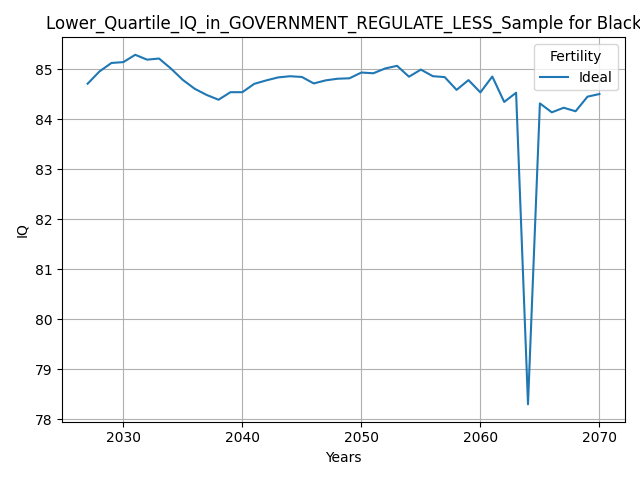 Lower_Quartile_IQ_in_GOVERNMENT_REGULATE_LESS_Sample for Black
Fertility
Ideal
85
84
83
82
81
80
79
78
IQ
2030 2040 2050 2060 2070
Years